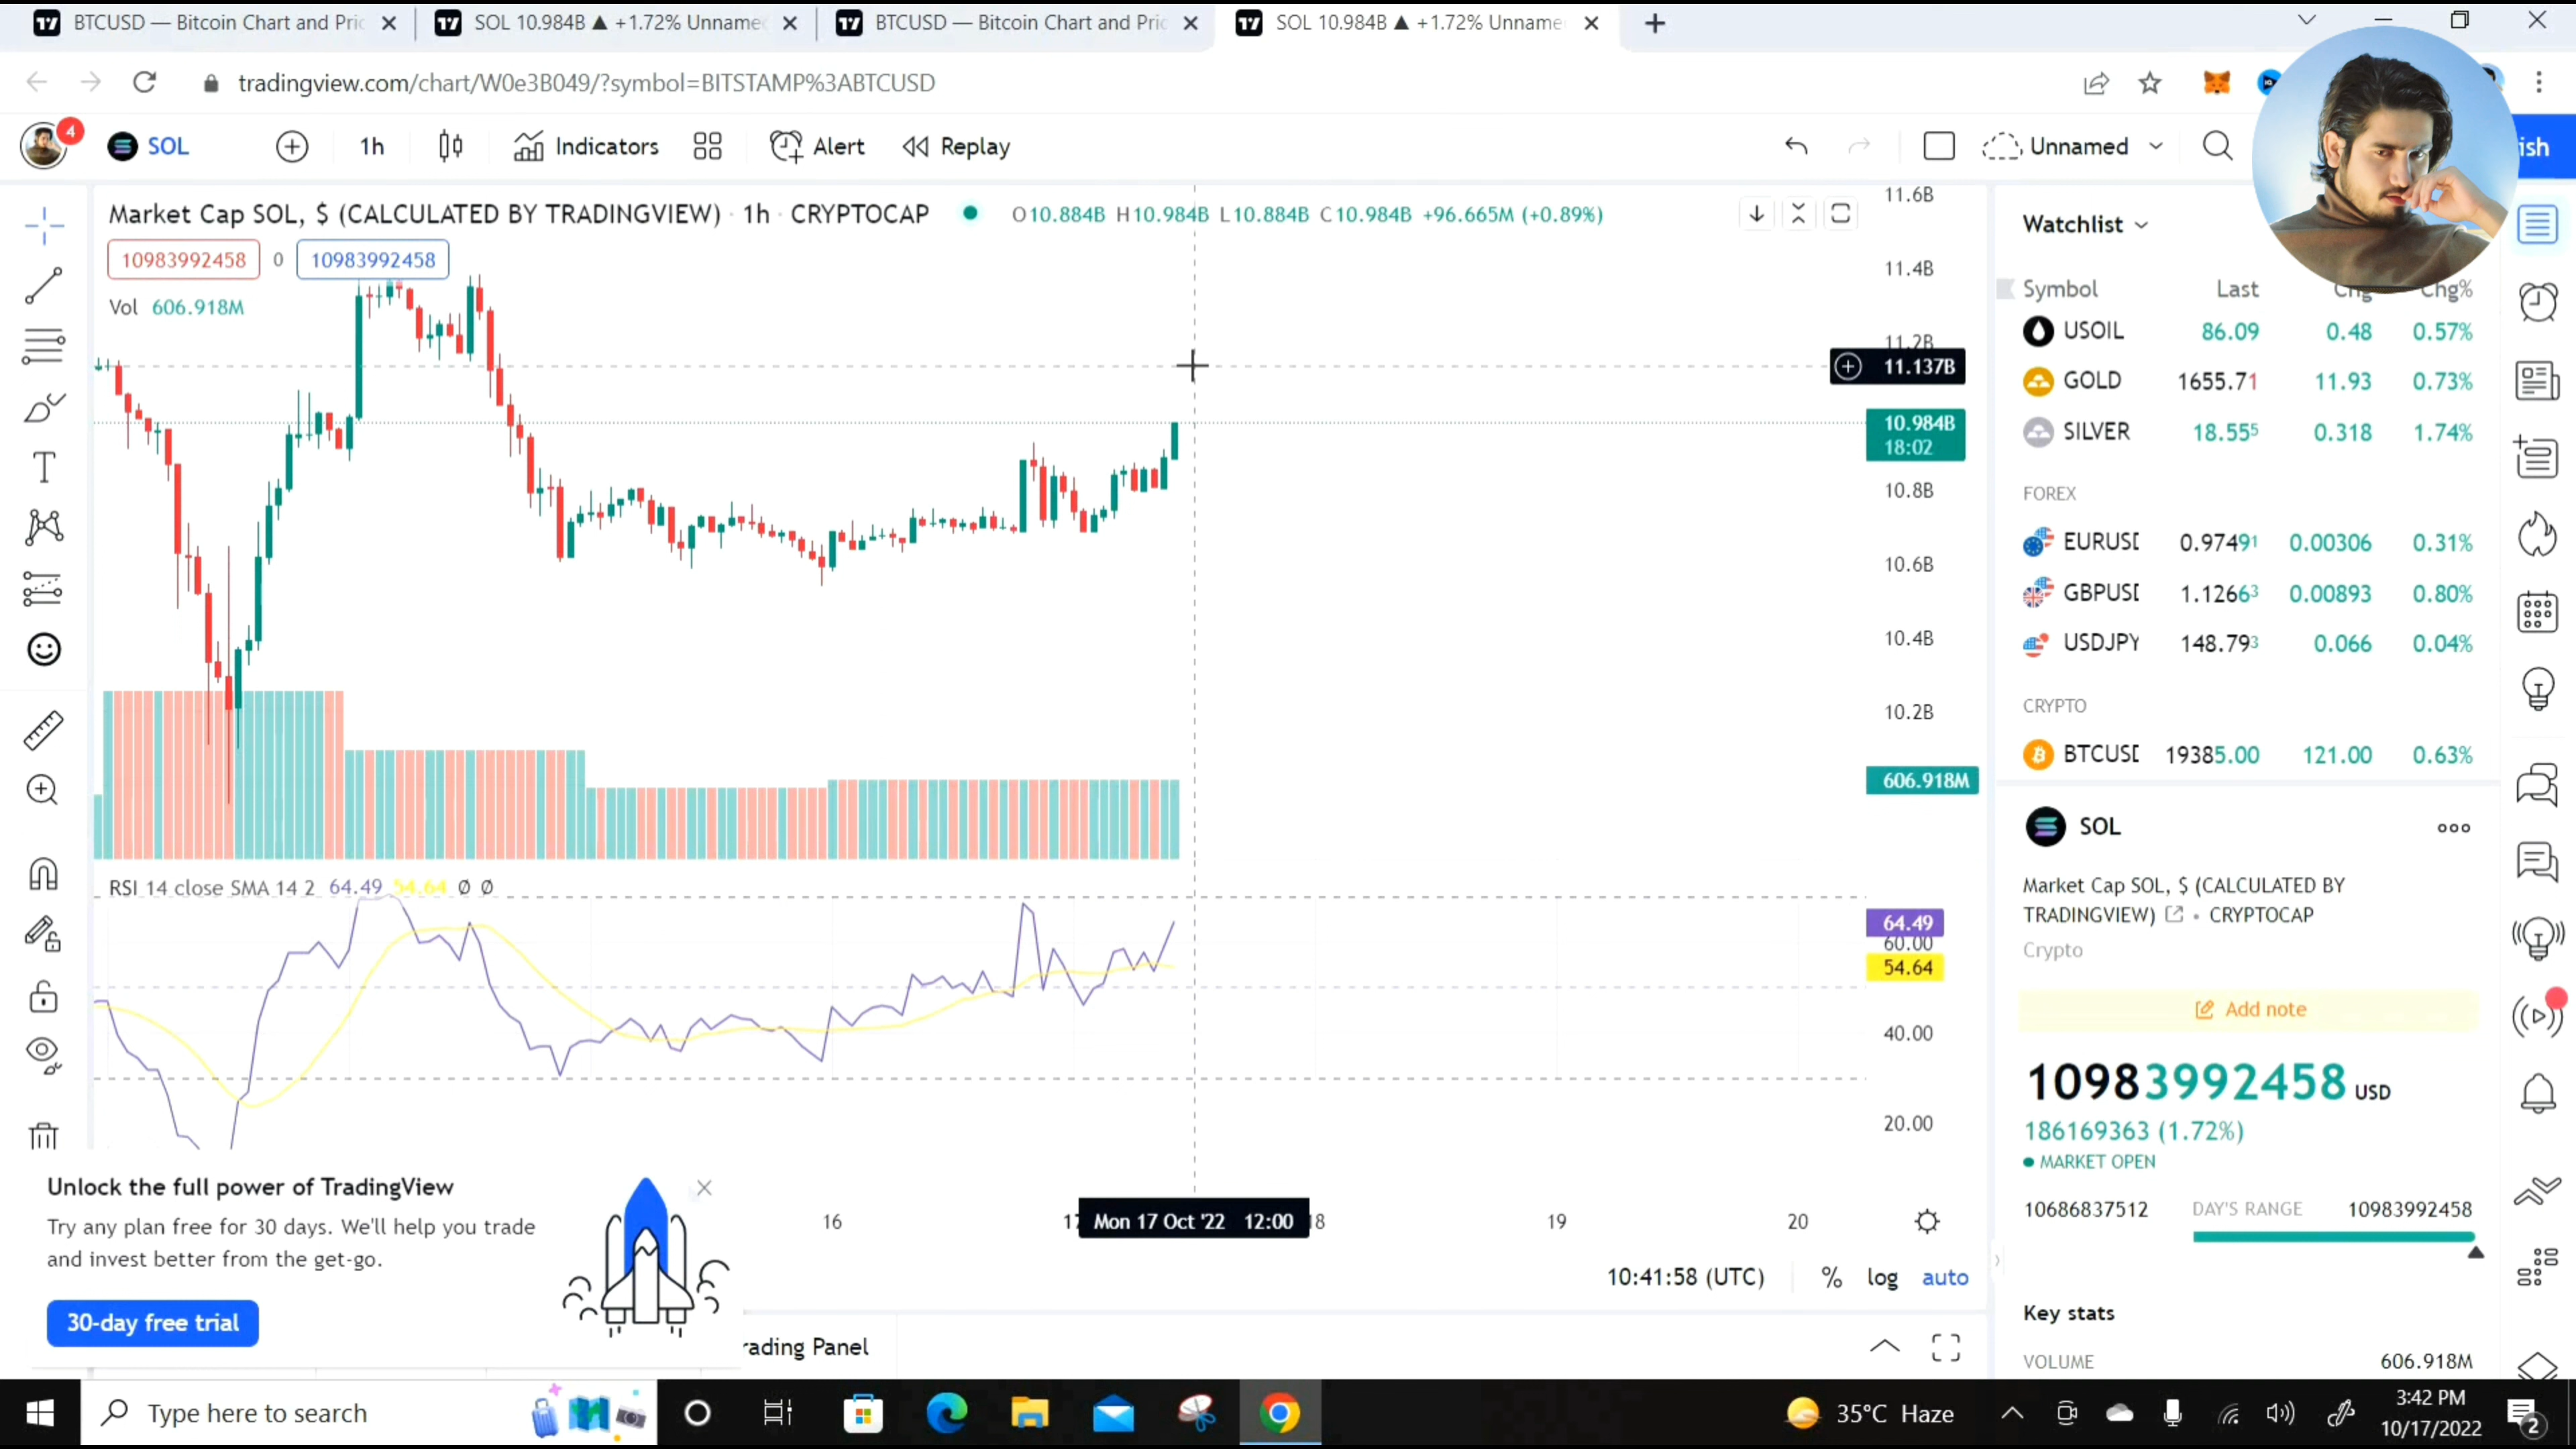 BTCUSD — Bitcoin Chart and Pric
SOL 10.984B ▲ +1.72% Unname
BTCUSD — Bitcoin Chart and Pric
SOL 10.984B ▲ +1.72% Unname
tradingview.com/chart/W0e3B049/?symbol=BITSTAMP%3ABTCUSD
4
SOL
1h
Indicators
Alert
Replay
Unnamed
ish
Market Cap SOL, $ (CALCULATED BY TRADINGVIEW) · 1h · CRYPTOCAP
O10.884B H10.984B L10.884B C10.984B +96.665M (+0.89%)
10983992458 0 10983992458
Vol 606.918M
11.6B
11.4B
11.2B
11.137B
10.984B
18:02
10.8B
10.6B
10.4B
10.2B
606.918M
RSI 14 close SMA 14 2 64.49 54.64 Ø Ø
64.49
60.00
54.64
40.00
20.00
16
17
Mon 17 Oct '22 12:00
18
19
20
10:41:58 (UTC) % log auto
Unlock the full power of TradingView
Try any plan free for 30 days. We'll help you trade
and invest better from the get-go.
30-day free trial
rading Panel
Watchlist
Symbol Last Chg Chg%
USOIL 86.09 0.48 0.57%
GOLD 1655.71 11.93 0.73%
SILVER 18.555 0.318 1.74%
FOREX
EURUSD 0.97491 0.00306 0.31%
GBPUSD 1.12663 0.00893 0.80%
USDJPY 148.793 0.066 0.04%
CRYPTO
BTCUSD 19385.00 121.00 0.63%
SOL
Market Cap SOL, $ (CALCULATED BY
TRADINGVIEW) • CRYPTOCAP
Crypto
Add note
10983992458 USD
186169363 (1.72%)
MARKET OPEN
10686837512 DAY'S RANGE 10983992458
Key stats
VOLUME 606.918M
Type here to search
35°C Haze
3:42 PM
10/17/2022
2